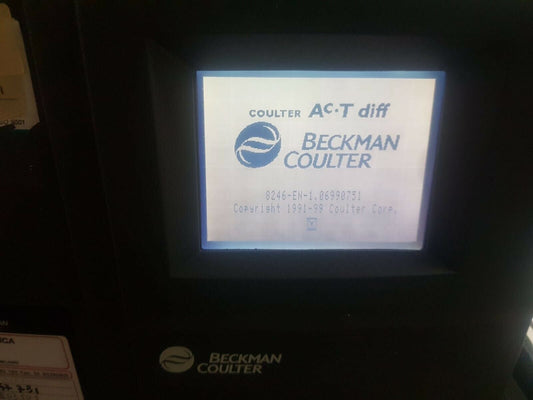 COULTER Ac·T diff
BECKMAN
COULTER
8246-EN-1.06990751
Copyright 1991-99 Coulter Corp.
BECKMAN
COULTER